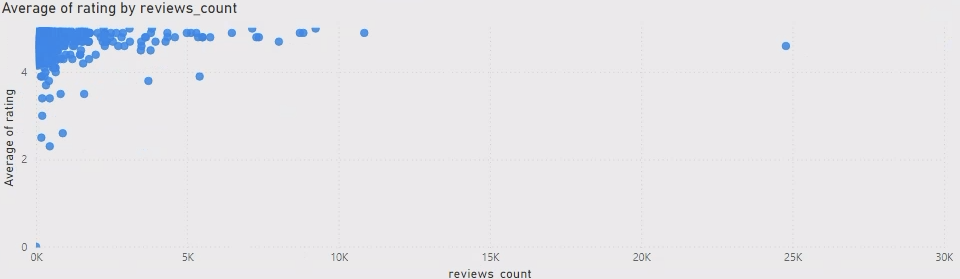 Average of rating by reviews_count
Average of rating
4
2
0
0K 5K 10K 15K 20K 25K 30K
reviews_count